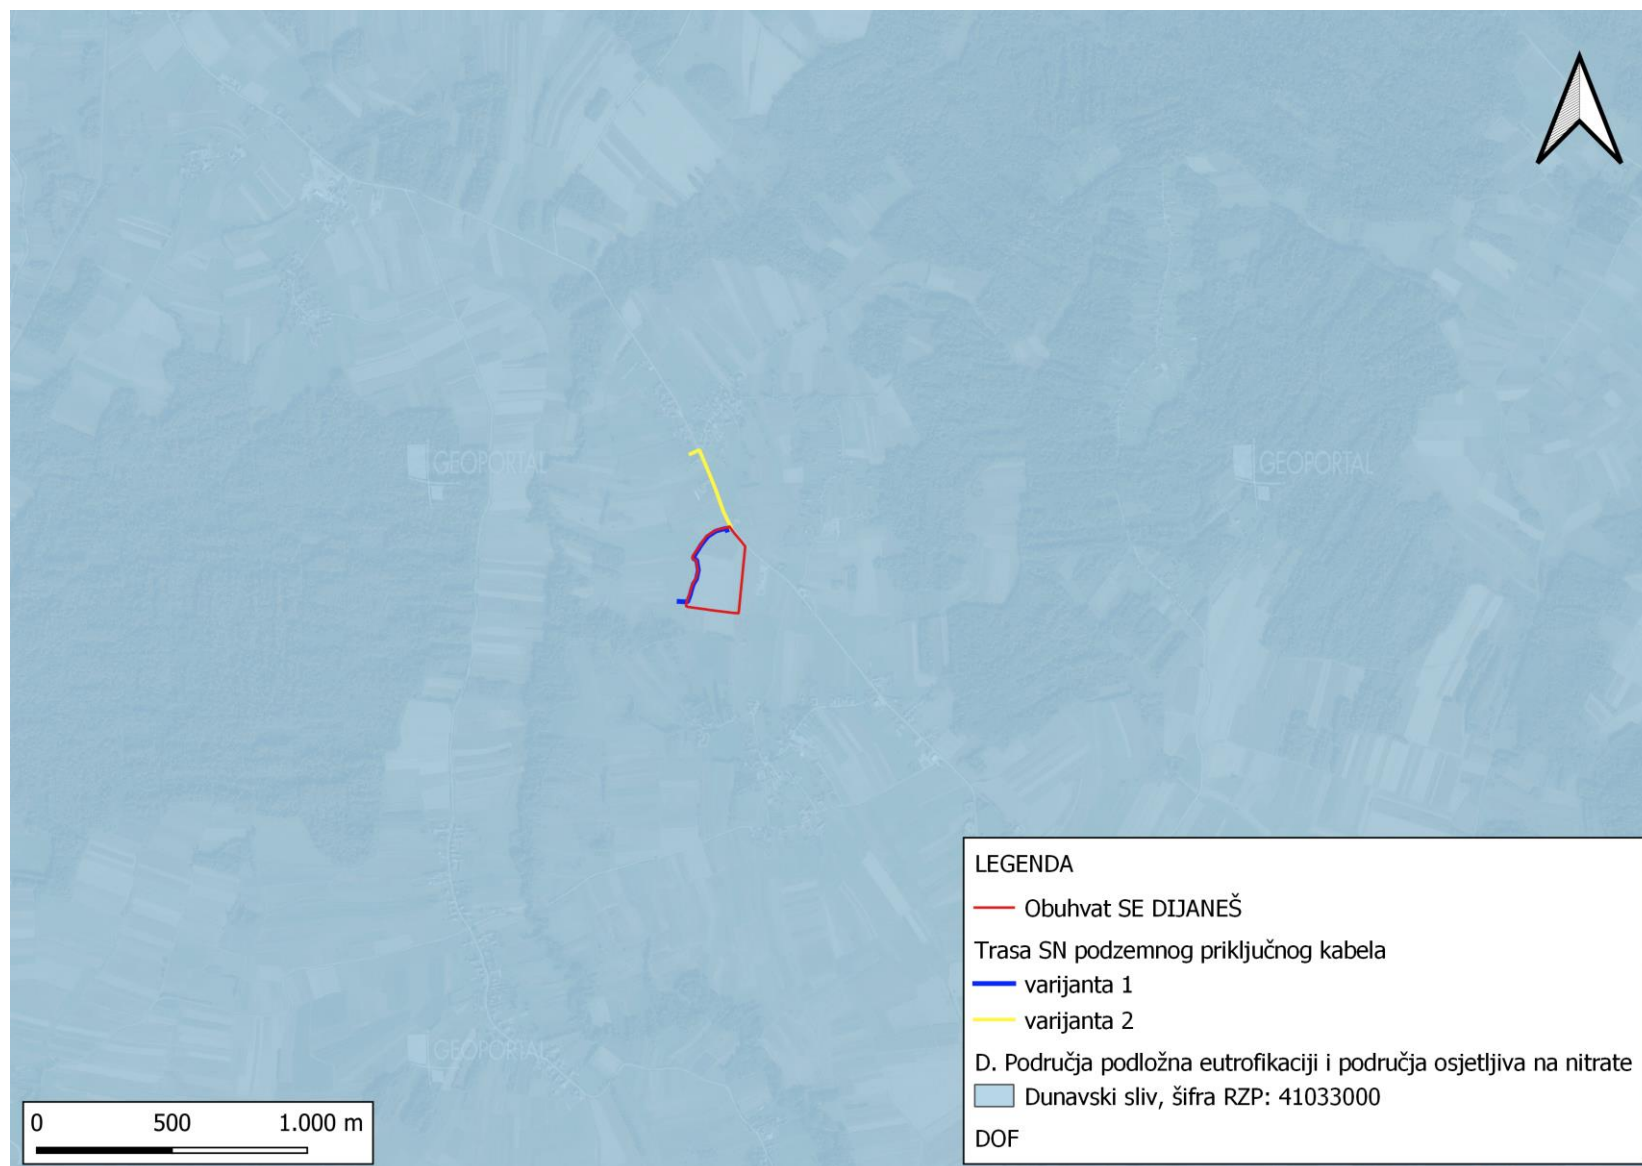 GEOPORTAL
GEOPORTAL
GEOPORTAL
LEGENDA
Obuhvat SE DIJANEŠ
Trasa SN podzemnog priključnog kabela
varijanta 1
varijanta 2
D. Područja podložna eutrofikaciji i područja osjetljiva na nitrate
Dunavski sliv, šifra RZP: 41033000
DOF
0 500 1.000 m